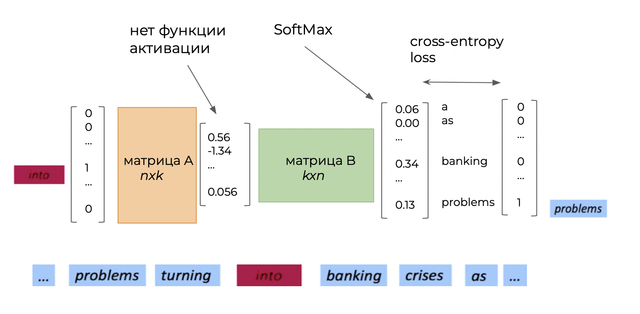 нет функции
активации
SoftMax
cross-entropy
loss
into
0
0
...
1
...
0
матрица A
nxk
0.56
-1.34
...
0.056
матрица B
kxn
0.06
0.00
...
0.34
...
0.13
a
as
banking
problems
0
0
...
0
...
1
problems
... problems turning into banking crises as ...